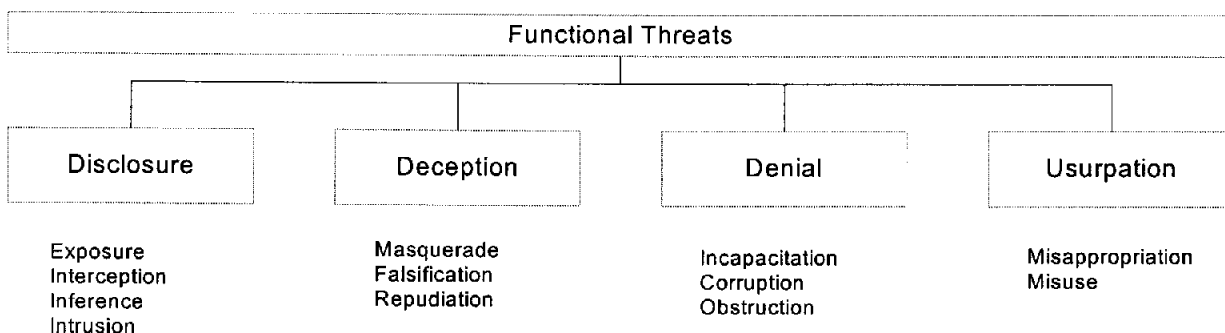 Functional Threats
Disclosure
Deception
Denial
Usurpation
Exposure
Interception
Inference
Intrusion
Masquerade
Falsification
Repudiation
Incapacitation
Corruption
Obstruction
Misappropriation
Misuse